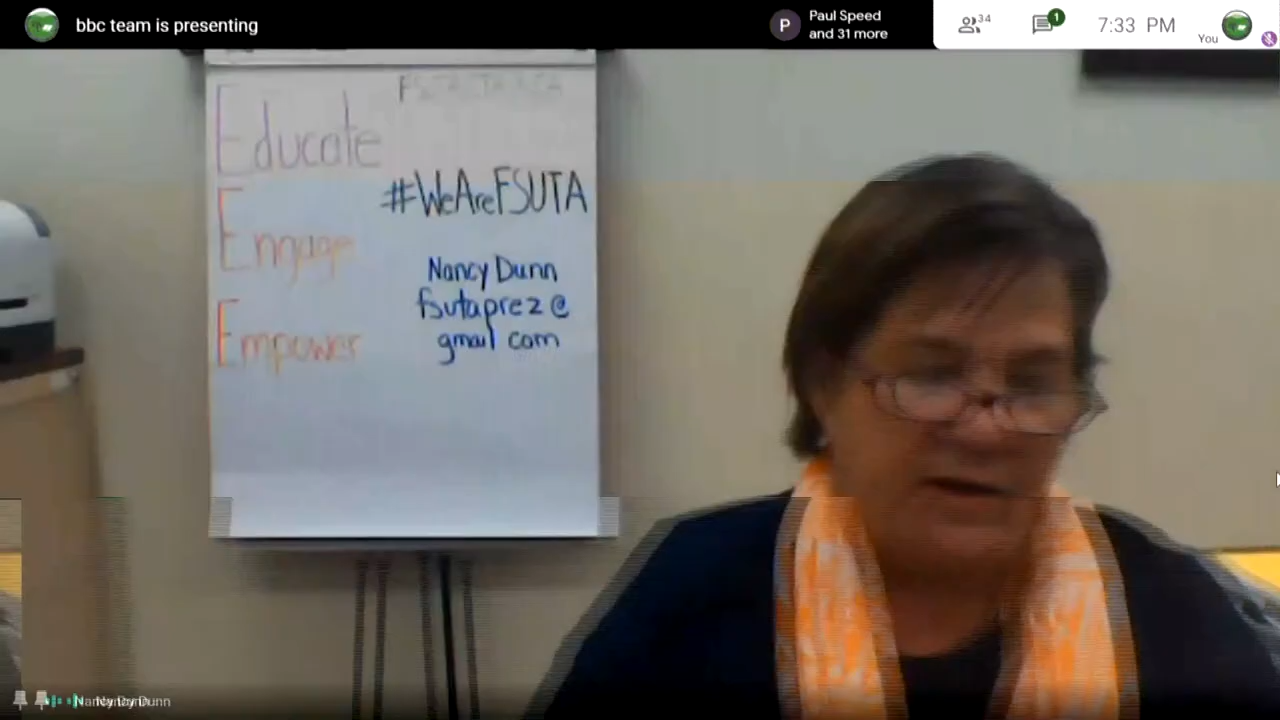 bbc team is presenting
P
Paul Speed
and 31 more
34
1
7:33 PM
You
Educate
#WeAreFSUTA
Engage
Nancy Dunn
fsutaprez@
gmail com
Empower